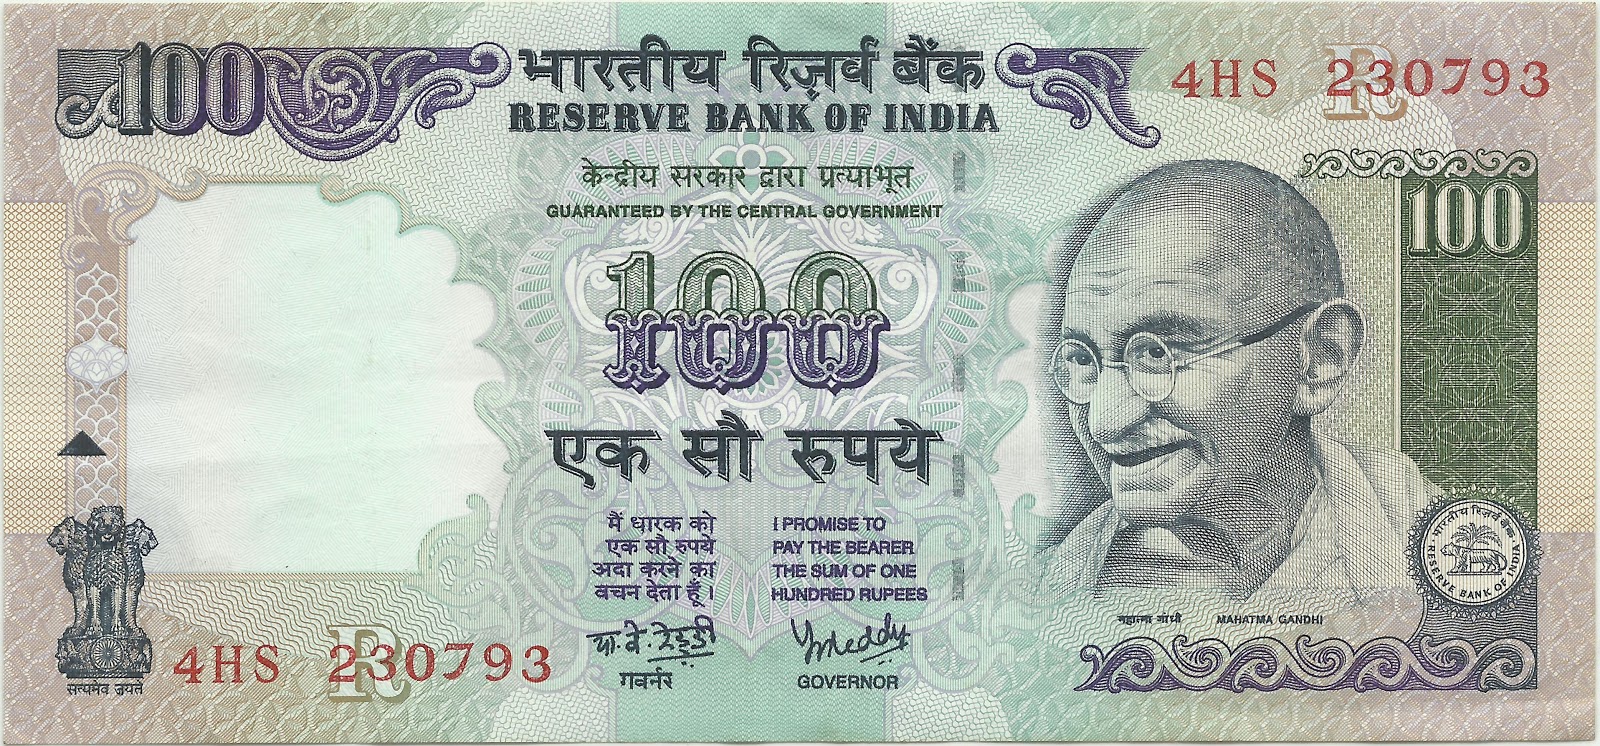 100
भारतीय रिज़र्व बैंक
RESERVE BANK OF INDIA
4HS 230793
R
केन्द्रीय सरकार द्वारा प्रत्याभूत
GUARANTEED BY THE CENTRAL GOVERNMENT
100
100
100
एक सौ रुपये
मैं धारक को
एक सौ रुपये
अदा करने का
वचन देता हूँ।
I PROMISE TO
PAY THE BEARER
THE SUM OF ONE
HUNDRED RUPEES
या. वे. रेड्डी
गवर्नर
Y V Reddy
GOVERNOR
महात्मा गांधी MAHATMA GANDHI
भारतीय रिज़र्व बैंक
RESERVE BANK OF INDIA
सत्यमेव जयते
4HS 230793
R